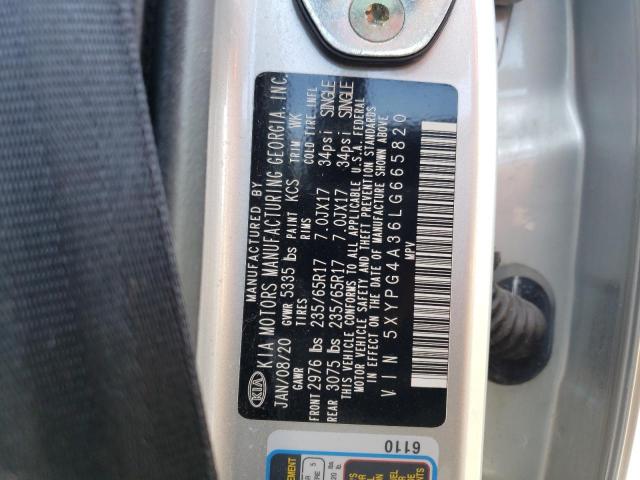 MANUFACTURED BY
KIA KIA MOTORS MANUFACTURING GEORGIA, INC.
JAN/08/20 GVWR 5335 lbs PAINT KCS TRIM WK
GAWR TIRES RIMS COLD TIRE INFL
FRONT 2976 lbs 235/65R17 7.0JX17 34psi SINGLE
REAR 3075 lbs 235/65R17 7.0JX17 34psi SINGLE
THIS VEHICLE CONFORMS TO ALL APPLICABLE U.S.A. FEDERAL
MOTOR VEHICLE SAFETY AND THEFT PREVENTION STANDARDS
IN EFFECT ON THE DATE OF MANUFACTURE SHOWN ABOVE
VIN 5XYPG4A36LG665820
MPV
6110